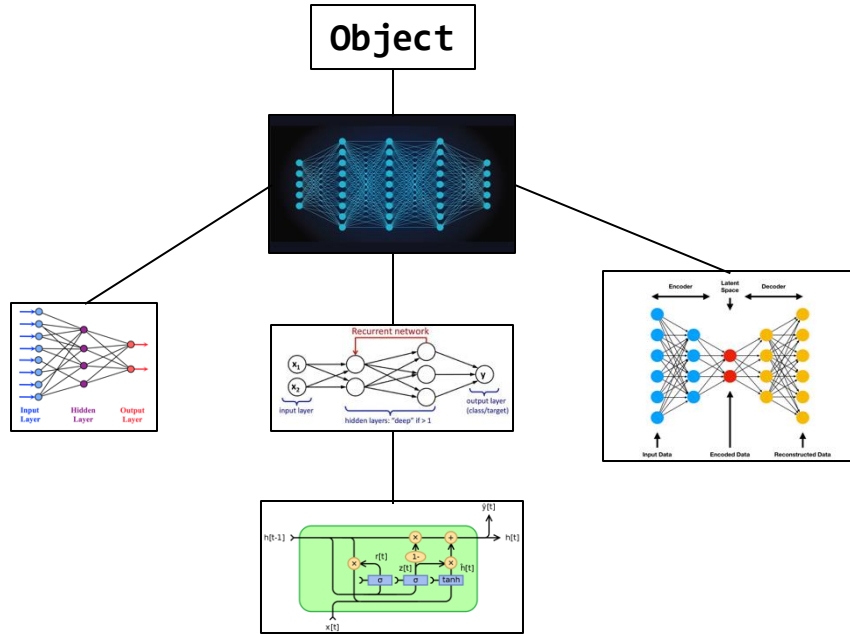 Object
Input
Layer
Hidden
Layer
Output
Layer
Recurrent network
x1
x2
y
input layer
hidden layers: "deep" if > 1
output layer
(class/target)
Encoder
Latent
Space
Decoder
Input Data
Encoded Data
Reconstructed Data
ŷ[t]
h[t-1]
h[t]
×
+
r[t]
1-
z[t]
×
×
ĥ[t]
σ
σ
tanh
x[t]